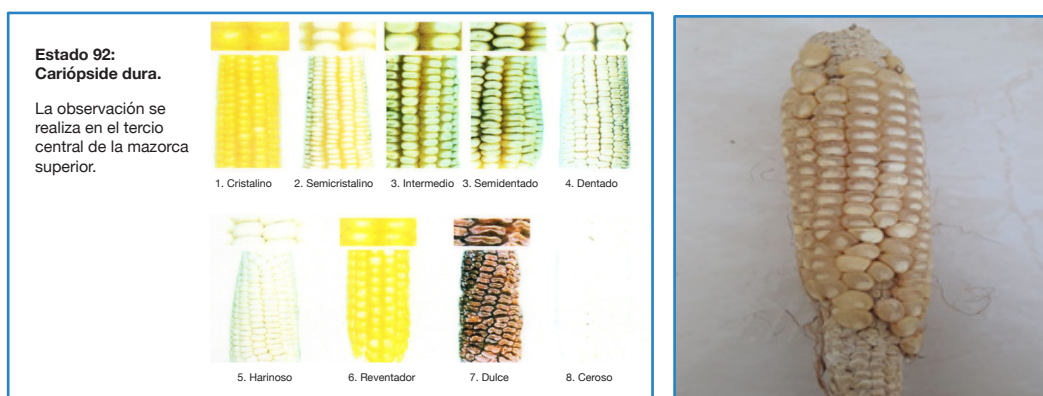 Estado 92:
Cariópside dura.
La observación se
realiza en el tercio
central de la mazorca
superior.
1. Cristalino 2. Semicristalino 3. Intermedio 3. Semidentado 4. Dentado
5. Harinoso 6. Reventador 7. Dulce 8. Ceroso